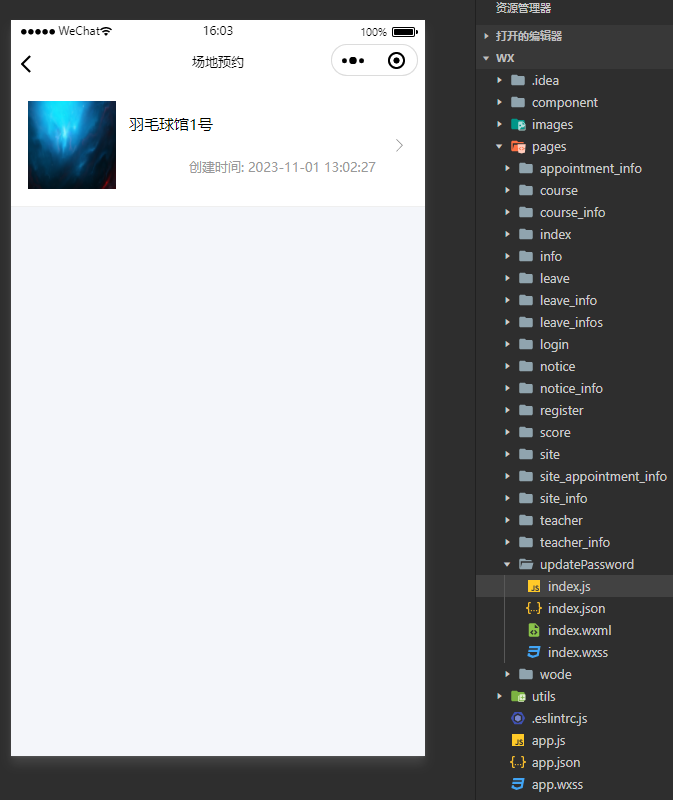 WeChat
16:03
100%
场地预约
羽毛球馆1号
创建时间: 2023-11-01 13:02:27
资源管理器
打开的编辑器
WX
.idea
component
images
pages
appointment_info
course
course_info
index
info
leave
leave_info
leave_infos
login
notice
notice_info
register
score
site
site_appointment_info
site_info
teacher
teacher_info
updatePassword
index.js
index.json
index.wxml
index.wxss
wode
utils
.eslintrc.js
app.js
app.json
app.wxss